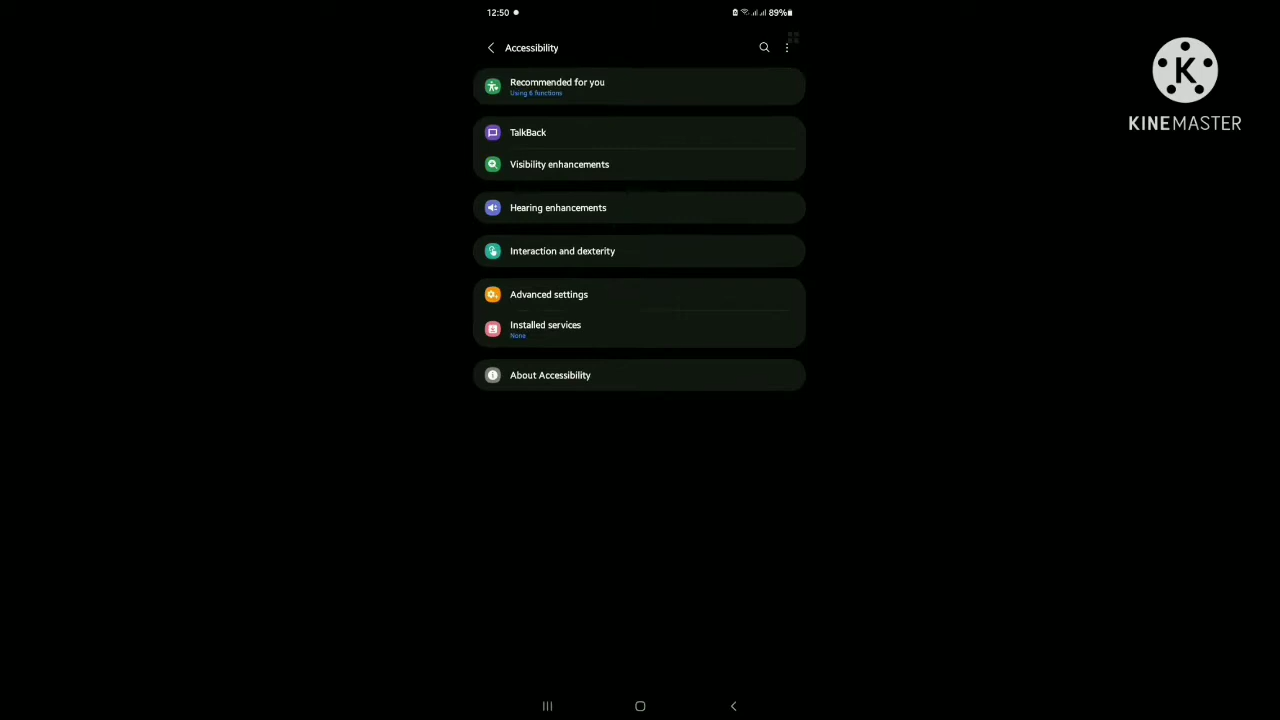 12:50
89%
Accessibility
Recommended for you
Using 6 functions
TalkBack
Visibility enhancements
Hearing enhancements
Interaction and dexterity
Advanced settings
Installed services
None
About Accessibility
K
KINEMASTER